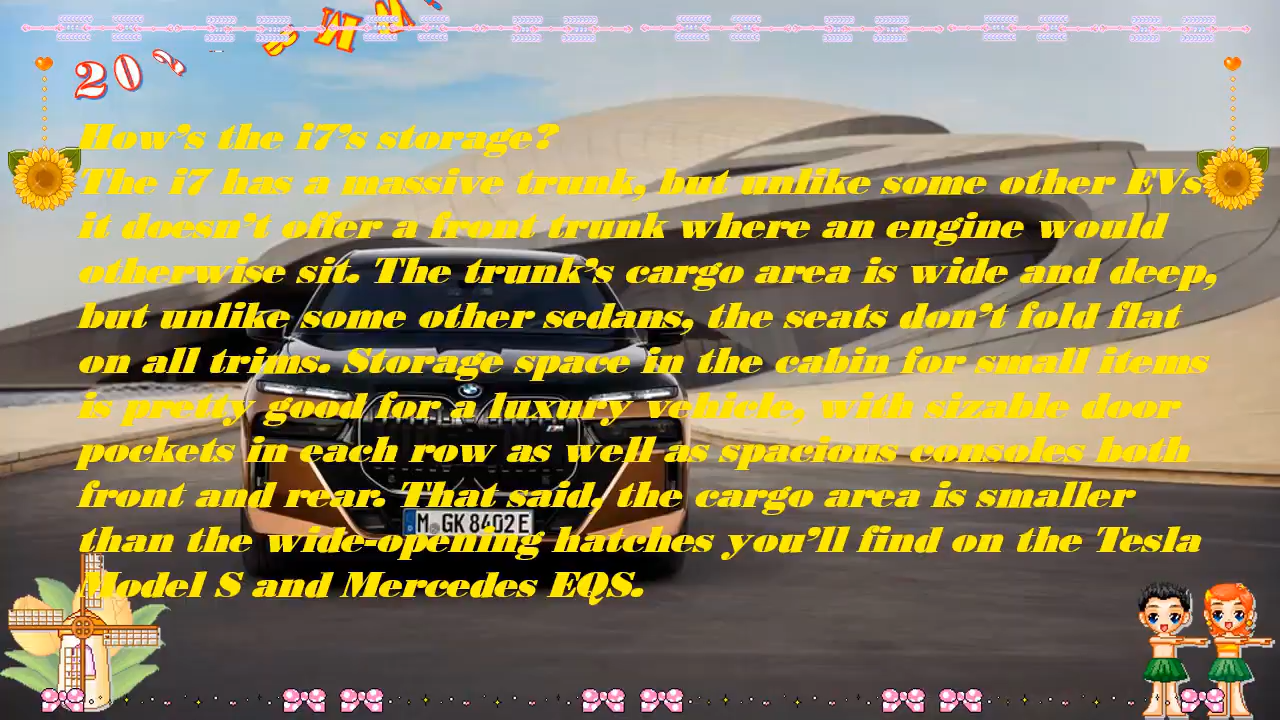 202
BMW
How's the i7's storage?
The i7 has a massive trunk, but unlike some other EVs
it doesn't offer a front trunk where an engine would
otherwise sit. The trunk's cargo area is wide and deep,
but unlike some other sedans, the seats don't fold flat
on all trims. Storage space in the cabin for small items
is pretty good for a luxury vehicle, with sizable door
pockets in each row as well as spacious consoles both
front and rear. That said, the cargo area is smaller
than the wide-opening hatches you'll find on the Tesla
Model S and Mercedes EQS.
M GK 8402E